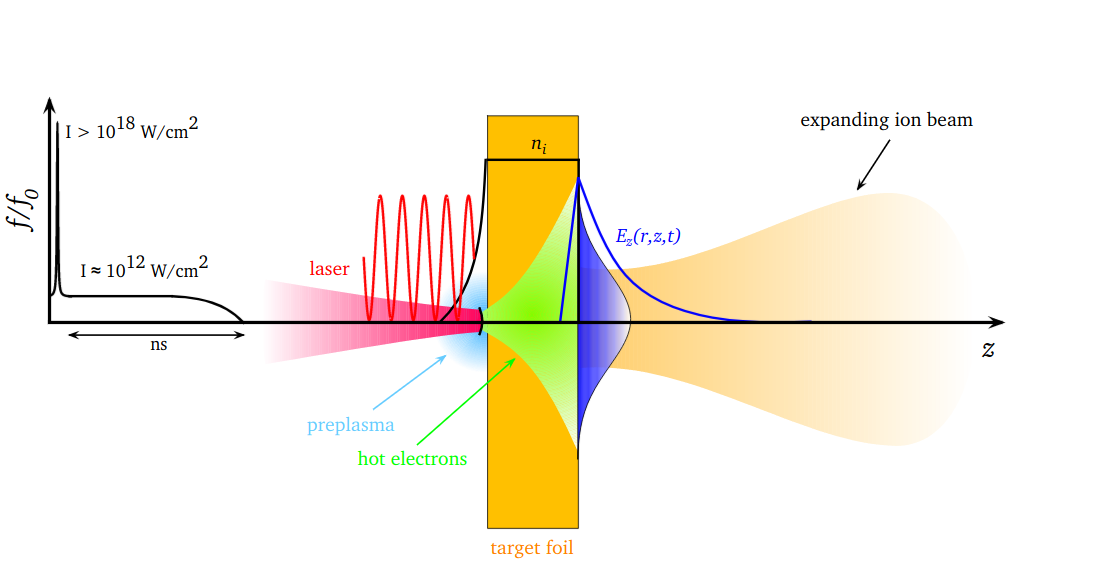 I > 10^18 W/cm^2
f/f_0
I ≈ 10^12 W/cm^2
ns
laser
n_i
E_z(r,z,t)
expanding ion beam
z
preplasma
hot electrons
target foil